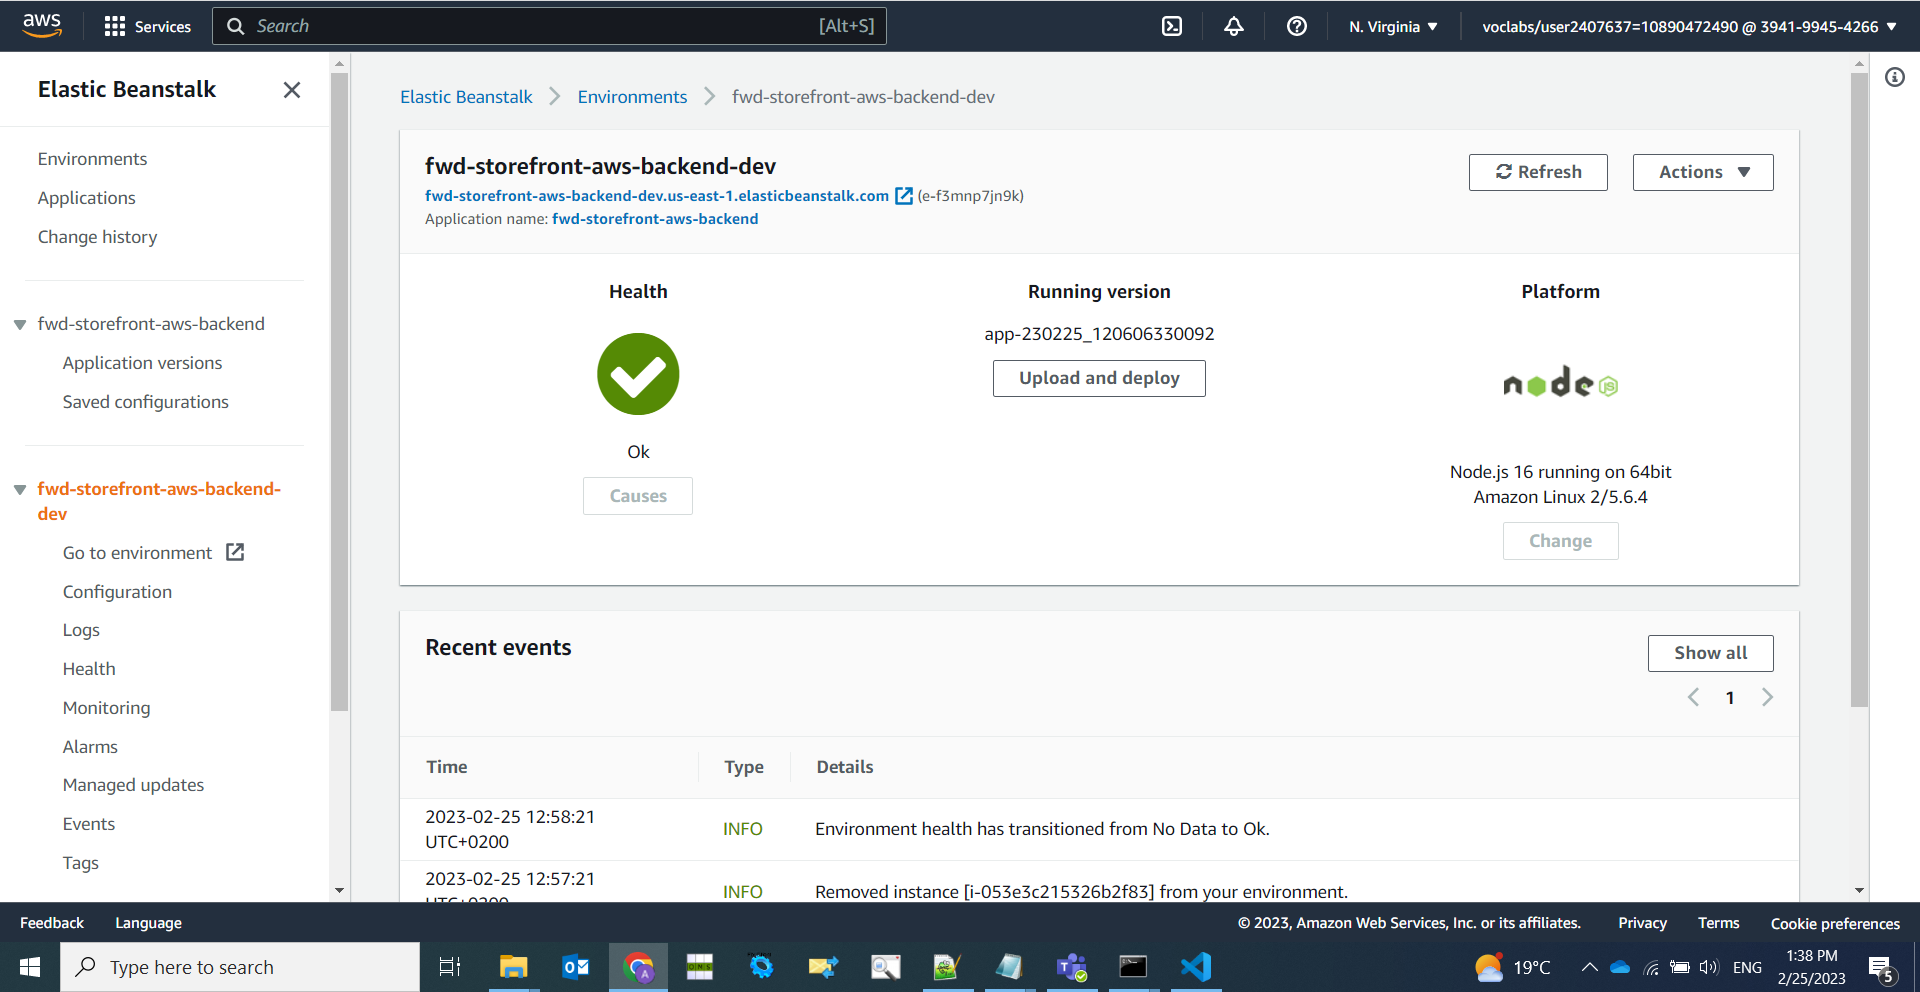 aws
Services
Search
[Alt+S]
N. Virginia
voclabs/user2407637=10890472490 @ 3941-9945-4266
Elastic Beanstalk
Environments
Applications
Change history
fwd-storefront-aws-backend
Application versions
Saved configurations
fwd-storefront-aws-backend-
dev
Go to environment
Configuration
Logs
Health
Monitoring
Alarms
Managed updates
Events
Tags
Elastic Beanstalk
Environments
fwd-storefront-aws-backend-dev
fwd-storefront-aws-backend-dev
fwd-storefront-aws-backend-dev.us-east-1.elasticbeanstalk.com (e-f3mnp7jn9k)
Application name: fwd-storefront-aws-backend
Refresh
Actions
Health
Ok
Causes
Running version
app-230225_120606330092
Upload and deploy
Platform
node JS
Node.js 16 running on 64bit
Amazon Linux 2/5.6.4
Change
Recent events
Show all
1
Time
Type
Details
2023-02-25 12:58:21
UTC+0200
INFO
Environment health has transitioned from No Data to Ok.
2023-02-25 12:57:21
UTC+0200
INFO
Removed instance [i-053e3c215326b2f83] from your environment.
Feedback
Language
© 2023, Amazon Web Services, Inc. or its affiliates.
Privacy
Terms
Cookie preferences
Type here to search
19°C
ENG
1:38 PM
2/25/2023
5